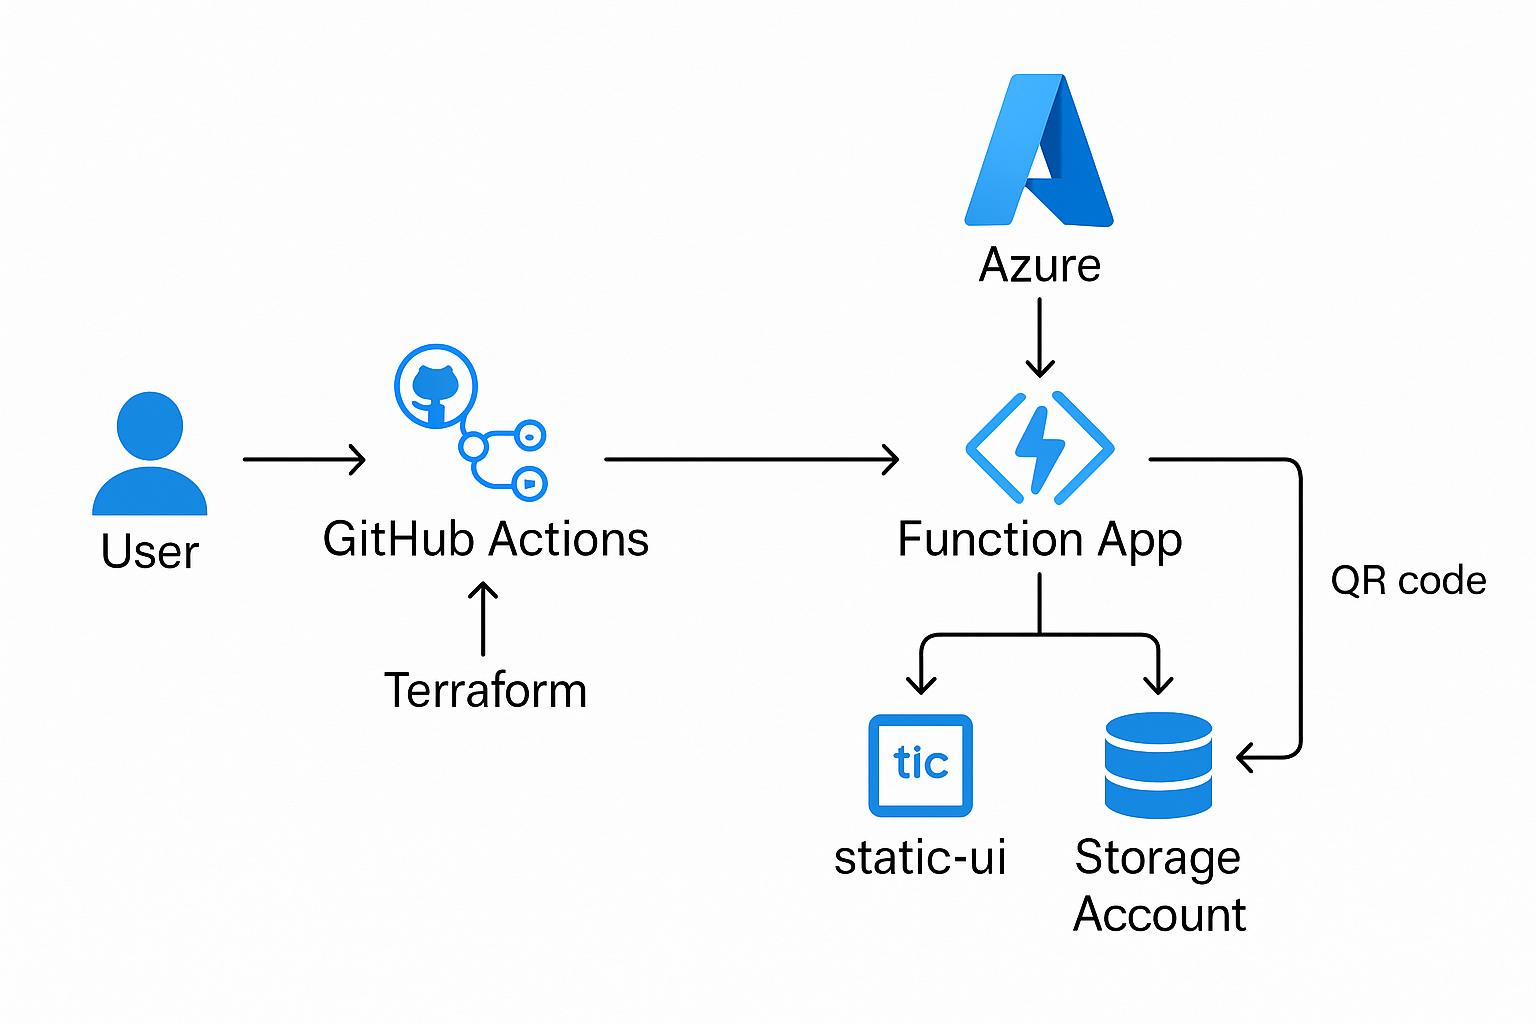 Azure
User
GitHub Actions
Function App
QR code
Terraform
tic
static-ui
Storage
Account